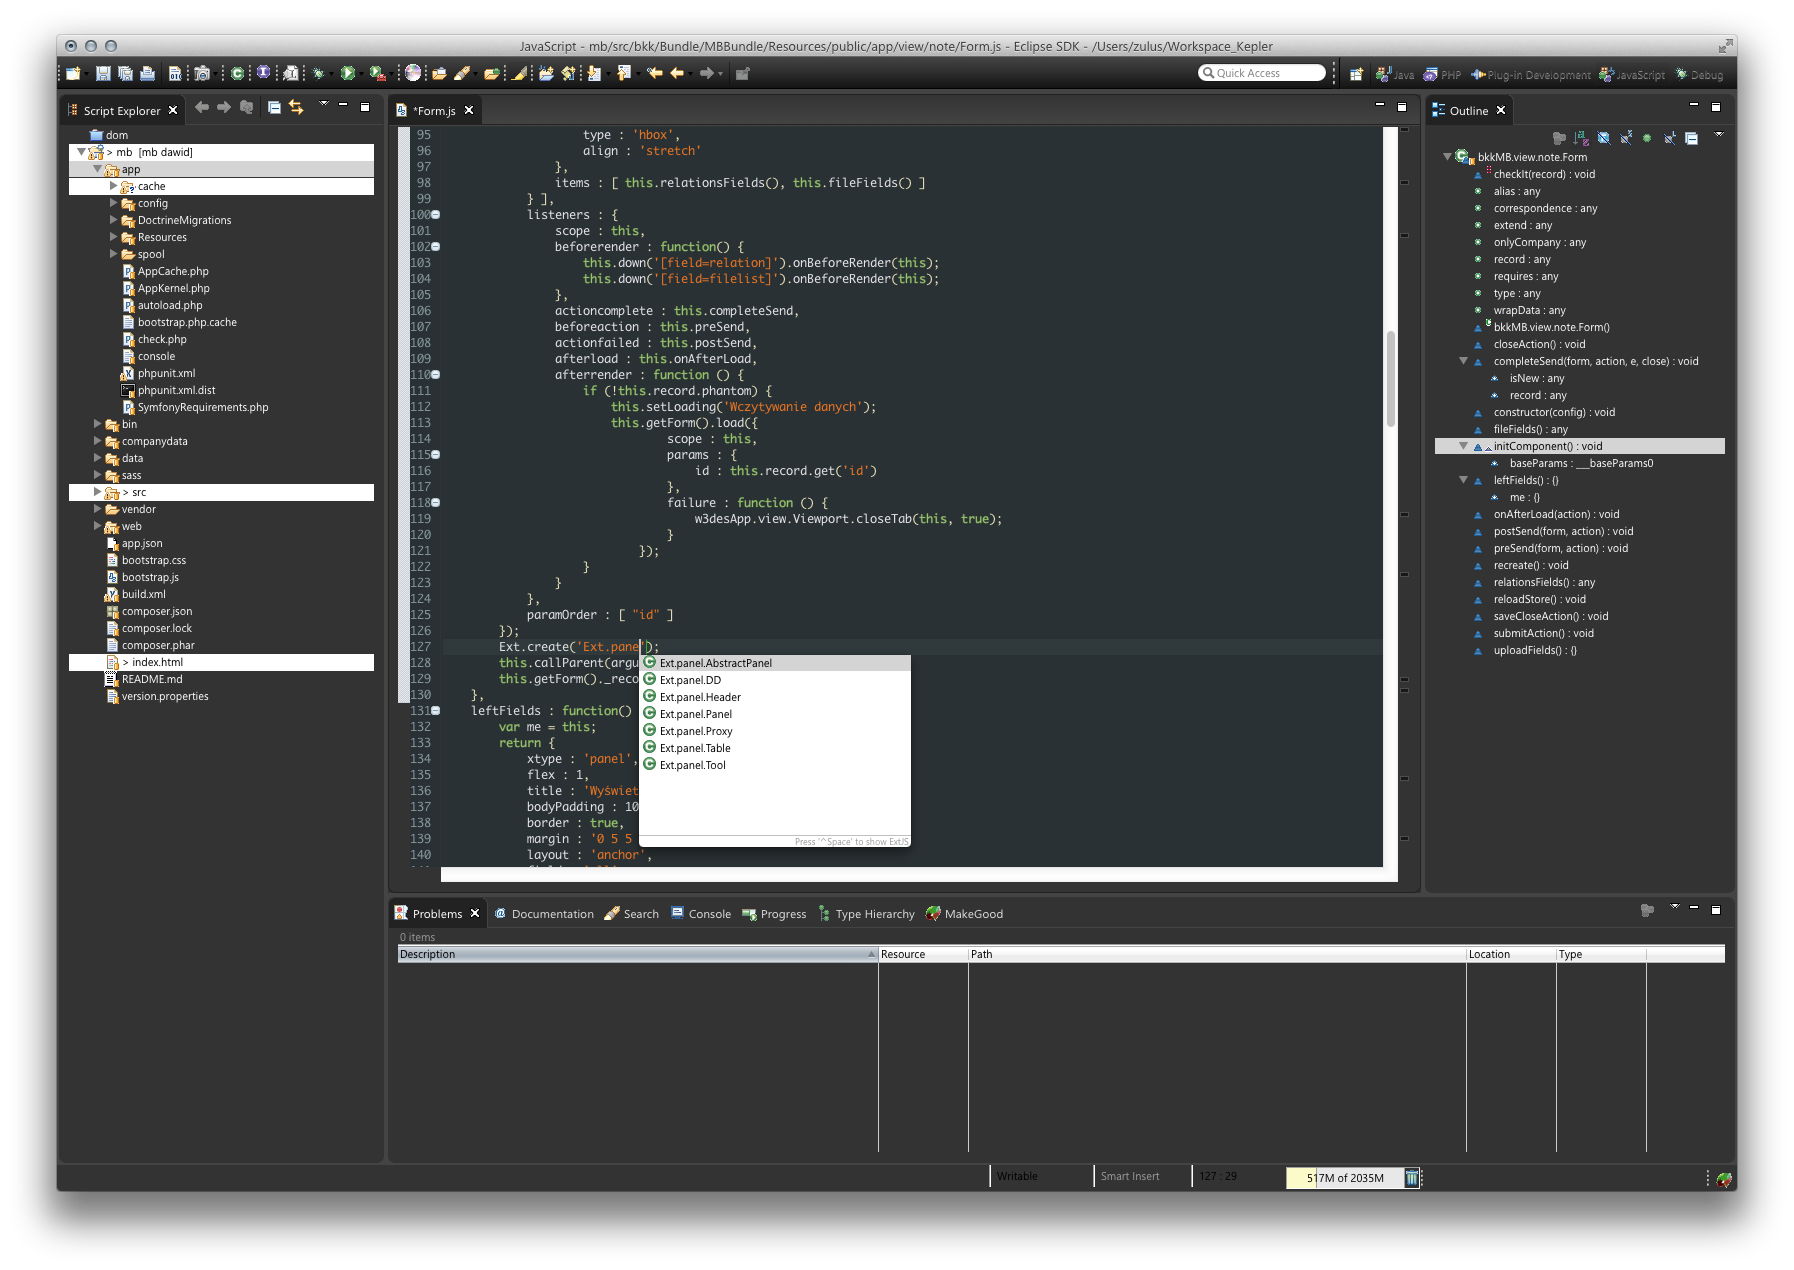 JavaScript - mb/src/bkk/Bundle/MBBundle/Resources/public/app/view/note/Form.js - Eclipse SDK - /Users/zulus/Workspace_Kepler
Quick Access
Java
PHP
Plug-in Development
JavaScript
Debug
Script Explorer
dom
> mb [mb dawid]
app
cache
config
DoctrineMigrations
Resources
spool
AppCache.php
AppKernel.php
autoload.php
bootstrap.php.cache
check.php
console
phpunit.xml
phpunit.xml.dist
SymfonyRequirements.php
bin
companydata
data
sass
> src
vendor
web
app.json
bootstrap.css
bootstrap.js
build.xml
composer.json
composer.lock
composer.phar
> index.html
README.md
version.properties
*Form.js
95 type : 'hbox',
96 align : 'stretch'
97 },
98 items : [ this.relationsFields(), this.fileFields() ]
99 } ],
100 listeners : {
101 scope : this,
102 beforerender : function() {
103 this.down('[field=relation]').onBeforeRender(this);
104 this.down('[field=filelist]').onBeforeRender(this);
105 },
106 actioncomplete : this.completeSend,
107 beforeaction : this.preSend,
108 actionfailed : this.postSend,
109 afterload : this.onAfterLoad,
110 afterrender : function () {
111 if (!this.record.phantom) {
112 this.setLoading('Wczytywanie danych');
113 this.getForm().load({
114 scope : this,
115 params : {
116 id : this.record.get('id')
117 },
118 failure : function () {
119 w3desApp.view.Viewport.closeTab(this, true);
120 }
121 });
122 }
123 }
124 },
125 paramOrder : [ "id" ]
126 });
127 Ext.create('Ext.pane');
128 this.callParent(argu
129 this.getForm()._reco
130 },
131 leftFields : function()
132 var me = this;
133 return {
134 xtype : 'panel',
135 flex : 1,
136 title : 'Wyświet
137 bodyPadding : 10
138 border : true,
139 margin : '0 5 5
140 layout : 'anchor',
Ext.panel.AbstractPanel
Ext.panel.DD
Ext.panel.Header
Ext.panel.Panel
Ext.panel.Proxy
Ext.panel.Table
Ext.panel.Tool
Press '^Space' to show ExtJS
Outline
bkkMB.view.note.Form
checkIt(record) : void
alias : any
correspondence : any
extend : any
onlyCompany : any
record : any
requires : any
type : any
wrapData : any
bkkMB.view.note.Form()
closeAction() : void
completeSend(form, action, e, close) : void
isNew : any
record : any
constructor(config) : void
fileFields() : any
initComponent() : void
baseParams : ___baseParams0
leftFields() : {}
me : {}
onAfterLoad(action) : void
postSend(form, action) : void
preSend(form, action) : void
recreate() : void
relationsFields() : any
reloadStore() : void
saveCloseAction() : void
submitAction() : void
uploadFields() : {}
Problems
Documentation
Search
Console
Progress
Type Hierarchy
MakeGood
0 items
Description
Resource
Path
Location
Type
Writable
Smart Insert
127 : 29
517M of 2035M